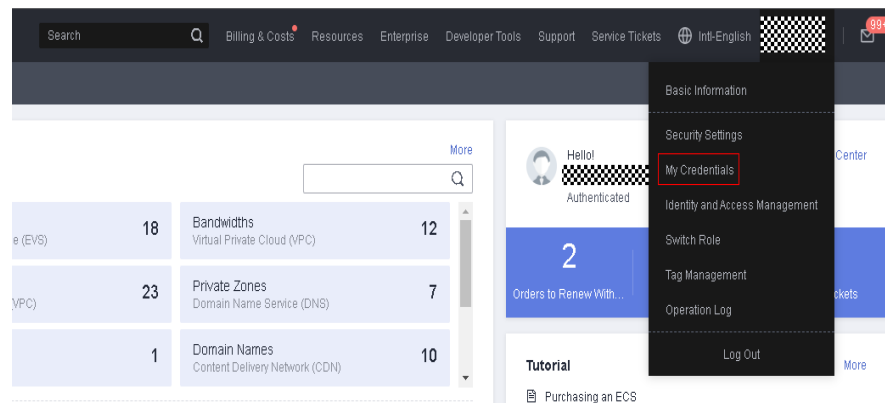 Search Billing & Costs Resources Enterprise Developer Tools Support Service Tickets Intl-English 99+
Basic Information
Security Settings
My Credentials
Identity and Access Management
Switch Role
Tag Management
Operation Log
Log Out
More
Hello!
Authenticated
Center
e (EVS) 18
Bandwidths 12
Virtual Private Cloud (VPC)
(VPC) 23
Private Zones 7
Domain Name Service (DNS)
1
Domain Names 10
Content Delivery Network (CDN)
2
Orders to Renew With...
ckets
Tutorial More
Purchasing an ECS